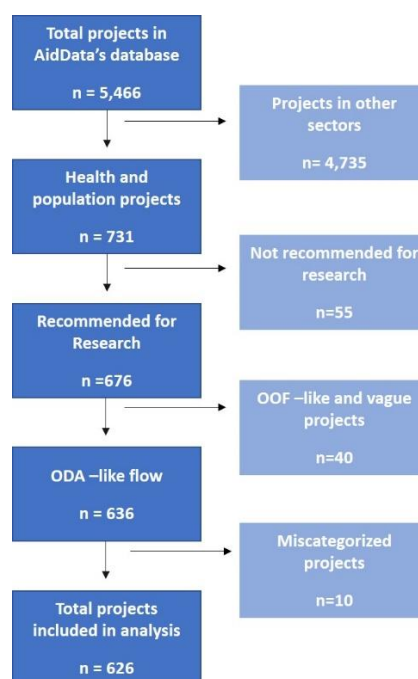 Total projects in
AidData's database
n = 5,466
Projects in other
sectors
n= 4,735
Health and
population projects
n = 731
Not recommended for
research
n=55
Recommended for
Research
n =676
OOF –like and vague
projects
n=40
ODA –like flow
n = 636
Miscategorized
projects
n=10
Total projects
included in analysis
n = 626